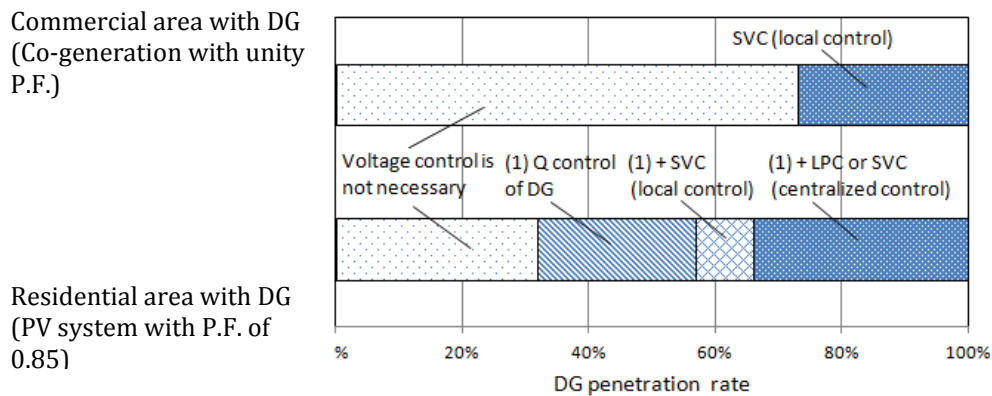 Commercial area with DG
(Co-generation with unity
P.F.)
SVC (local control)
Voltage control is
not necessary
(1) Q control
of DG
(1) + SVC
(local control)
(1) + LPC or SVC
(centralized control)
Residential area with DG
(PV system with P.F. of
0.85)
% 20% 40% 60% 80% 100%
DG penetration rate